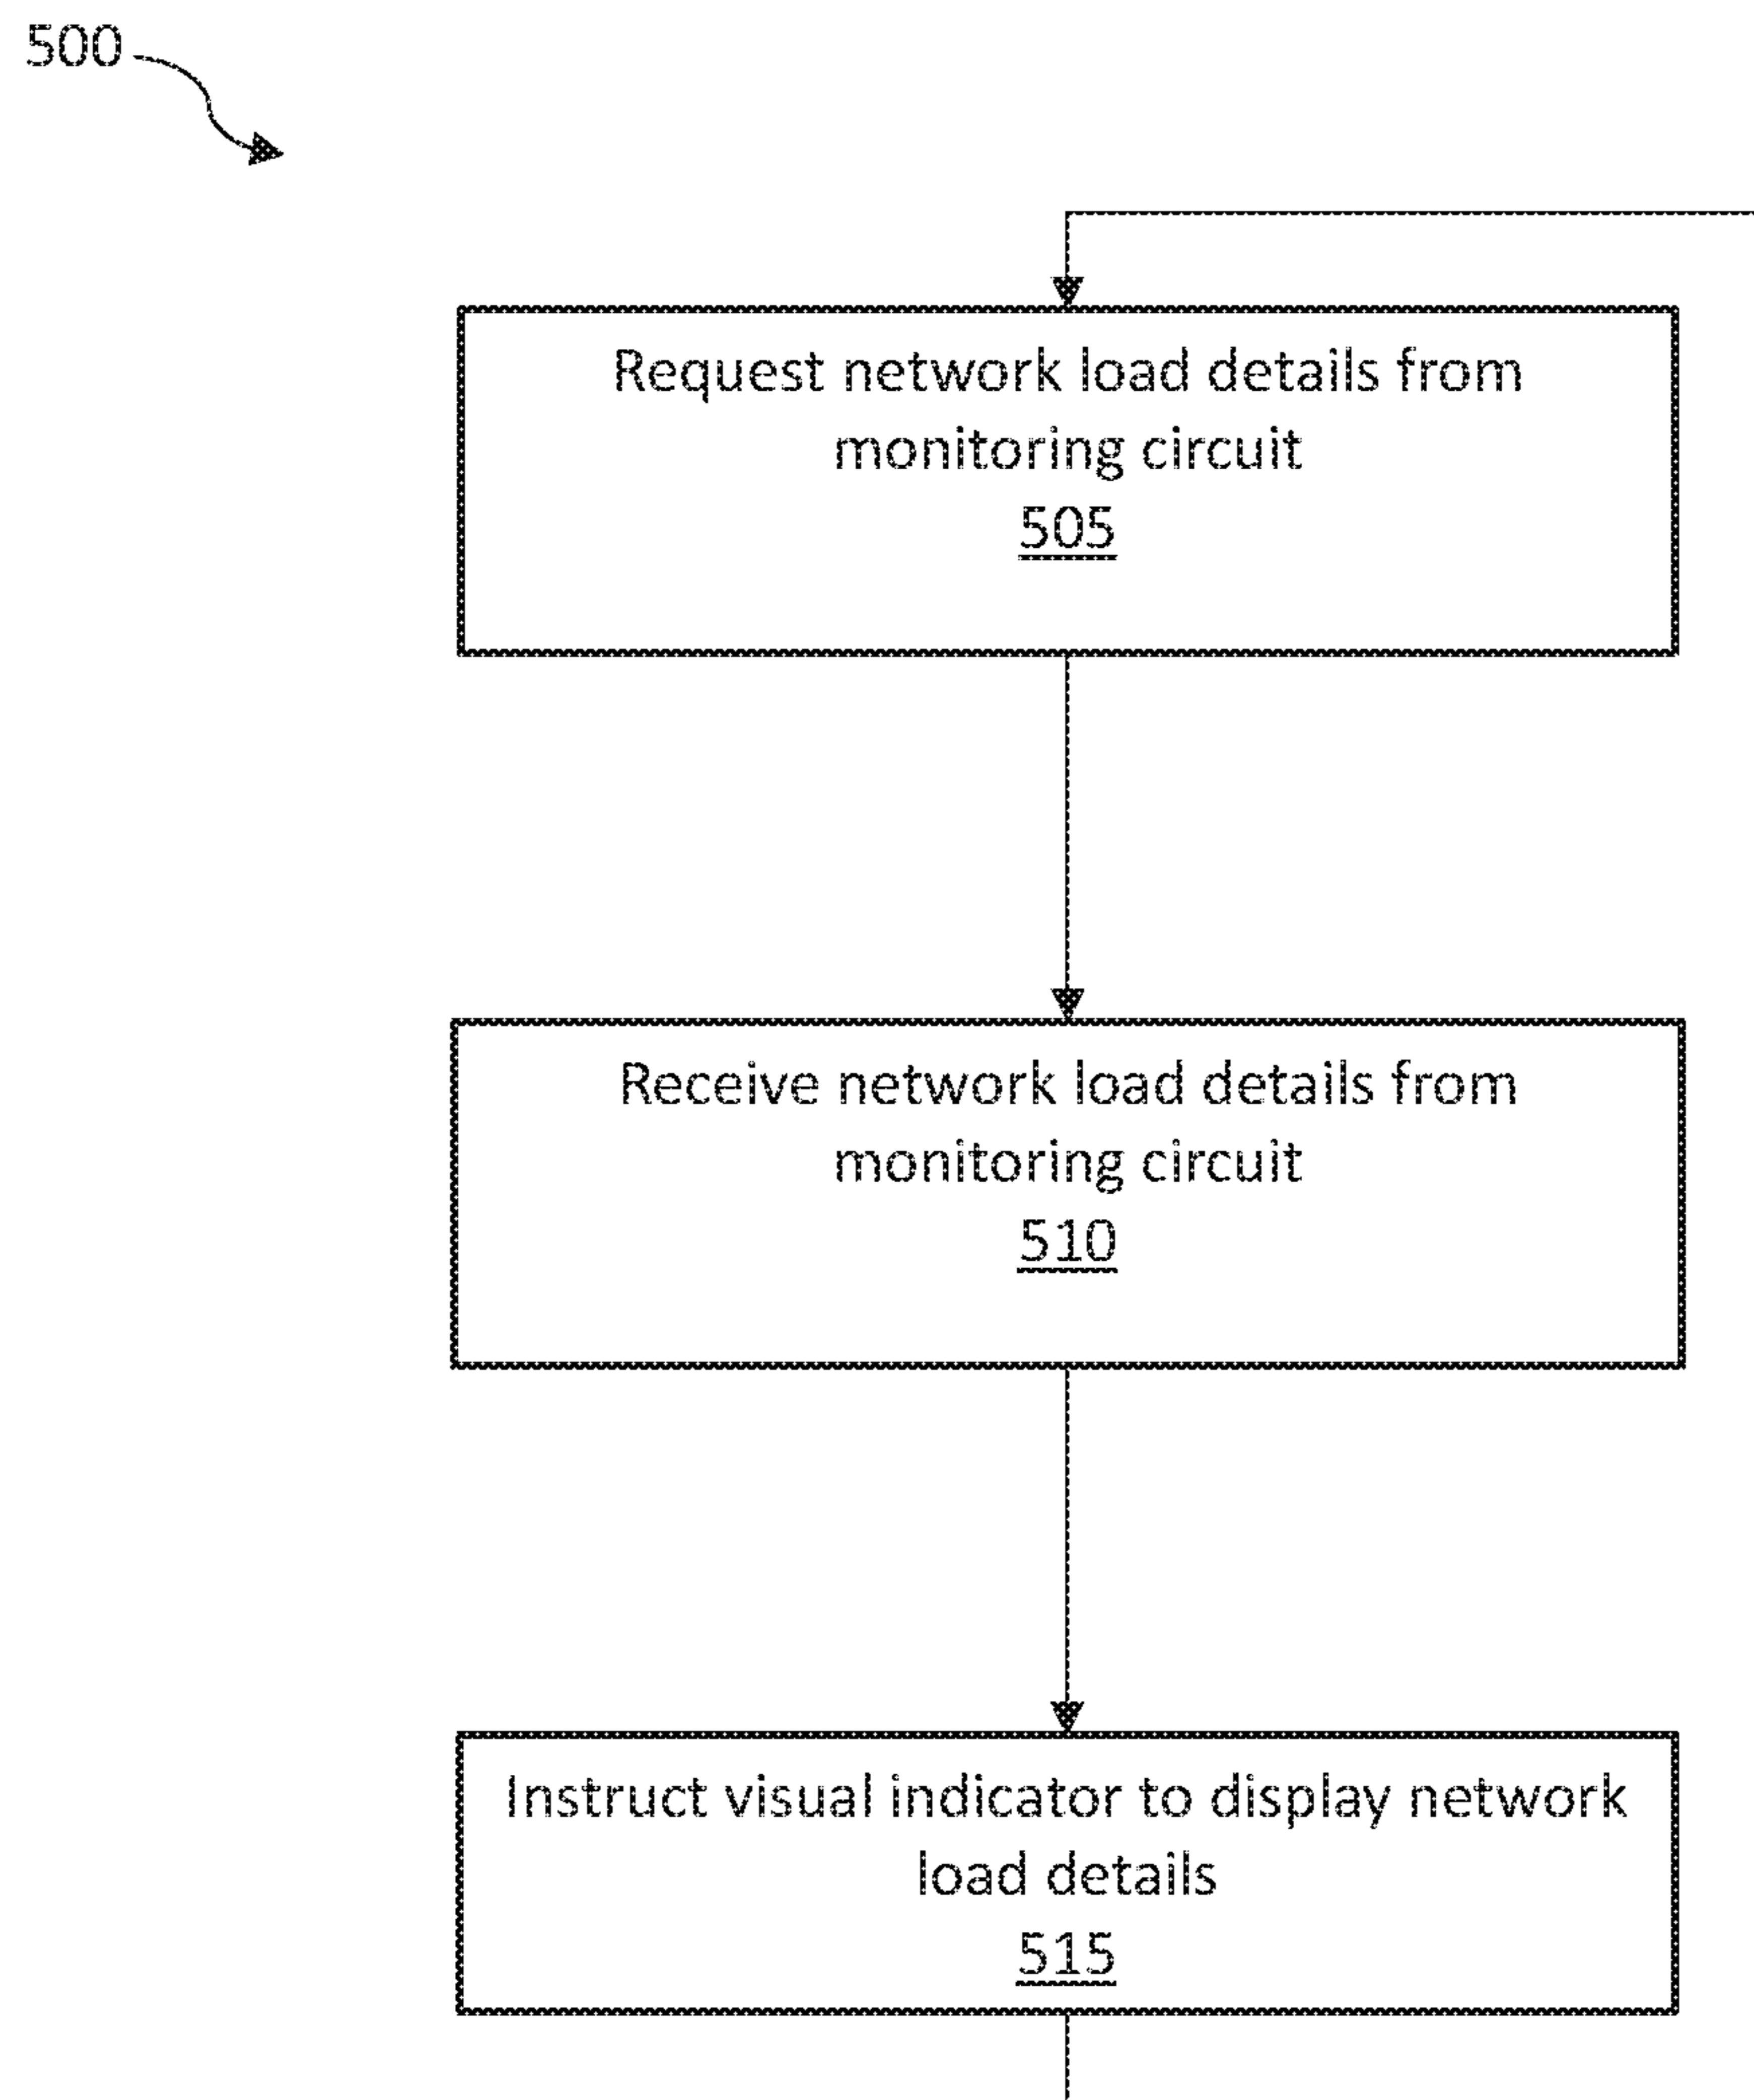 500
Request network load details from
monitoring circuit
505
Receive network load details from
monitoring circuit
510
Instruct visual indicator to display network
load details
515